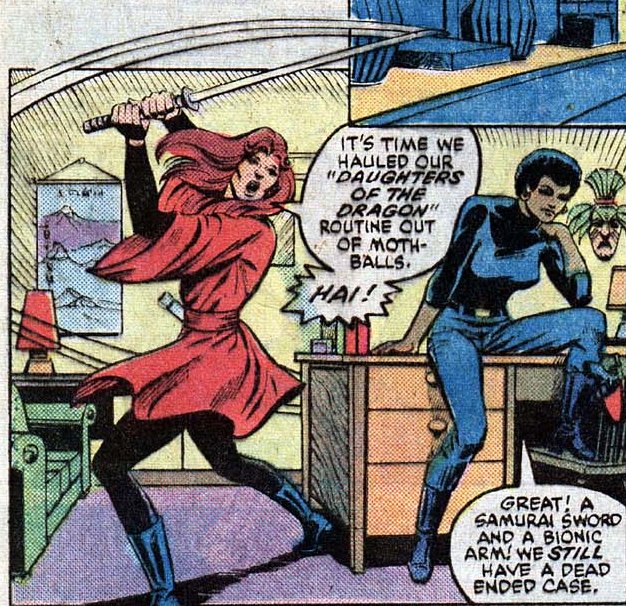 IT'S TIME WE
HAULED OUR
"DAUGHTERS
OF THE
DRAGON"
ROUTINE OUT
OF MOTH-
BALLS.
HAI!
GREAT! A
SAMURAI SWORD
AND A BIONIC
ARM! WE STILL
HAVE A DEAD
ENDED CASE.